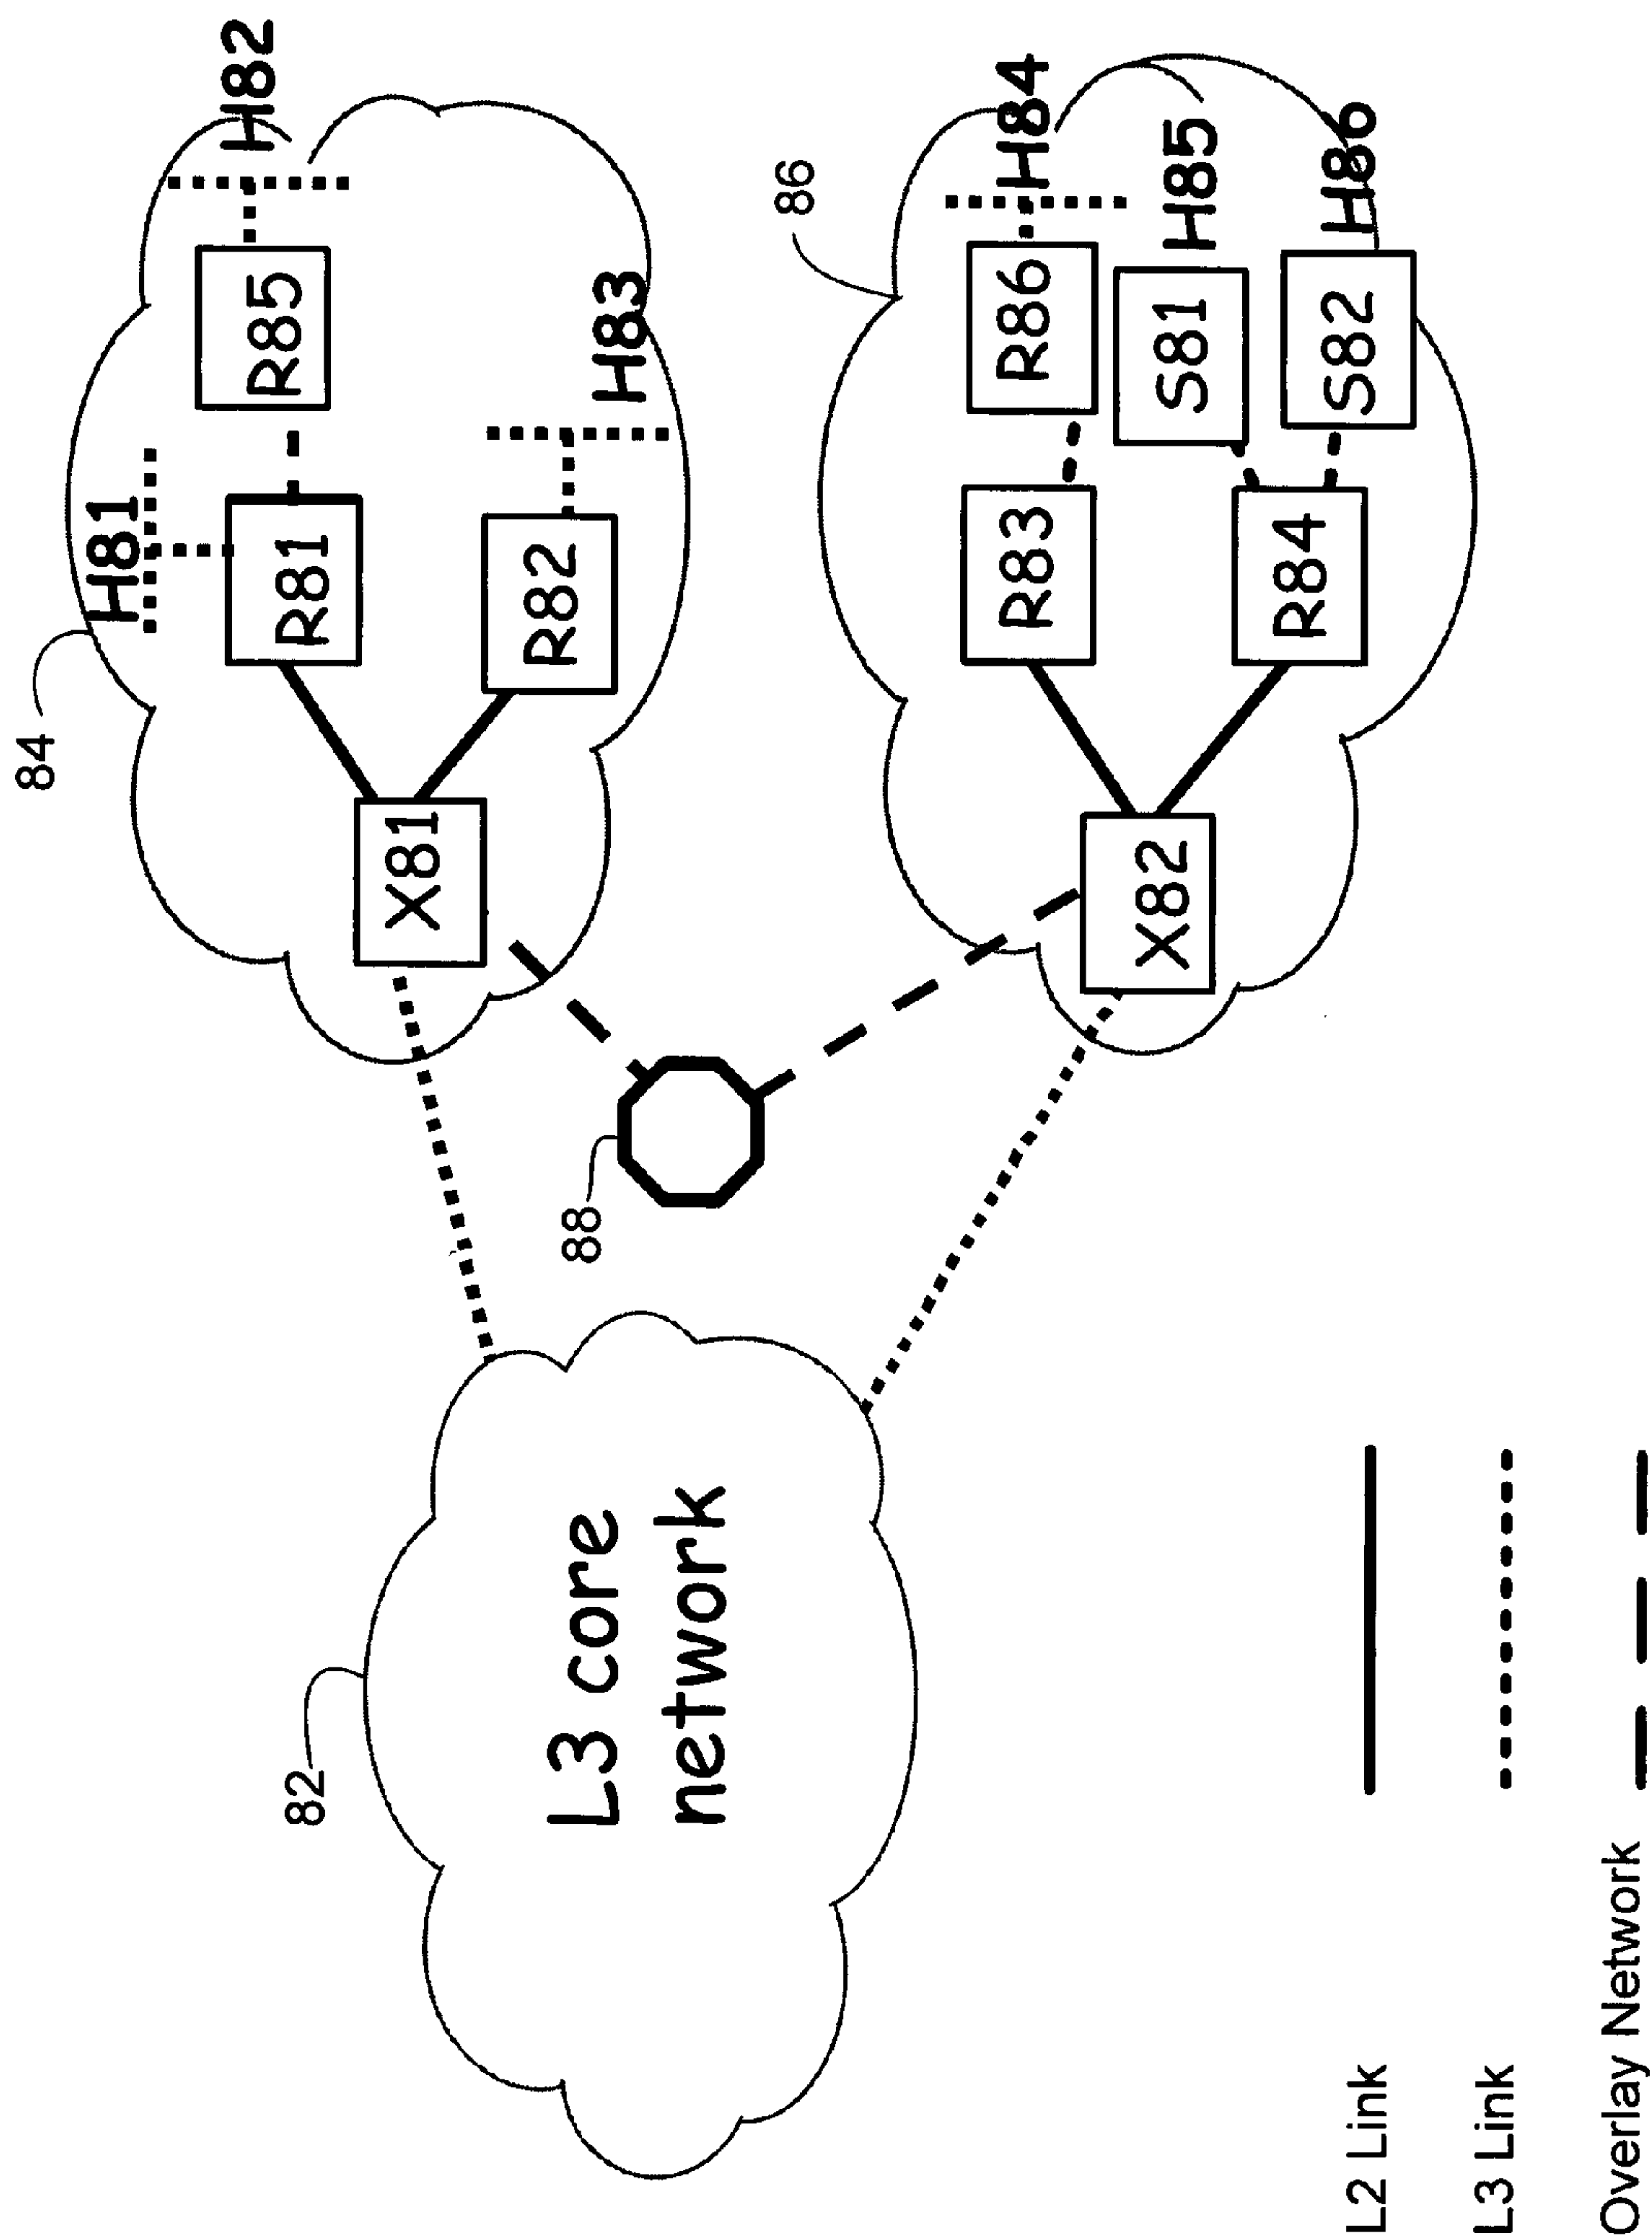 84
H81
H82
R85
R81
H83
R82
X81
82
L3 core
network
88
86
H84
R86
R83
H85
S81
H86
S82
R84
X82
L2 Link
L3 Link
Overlay Network